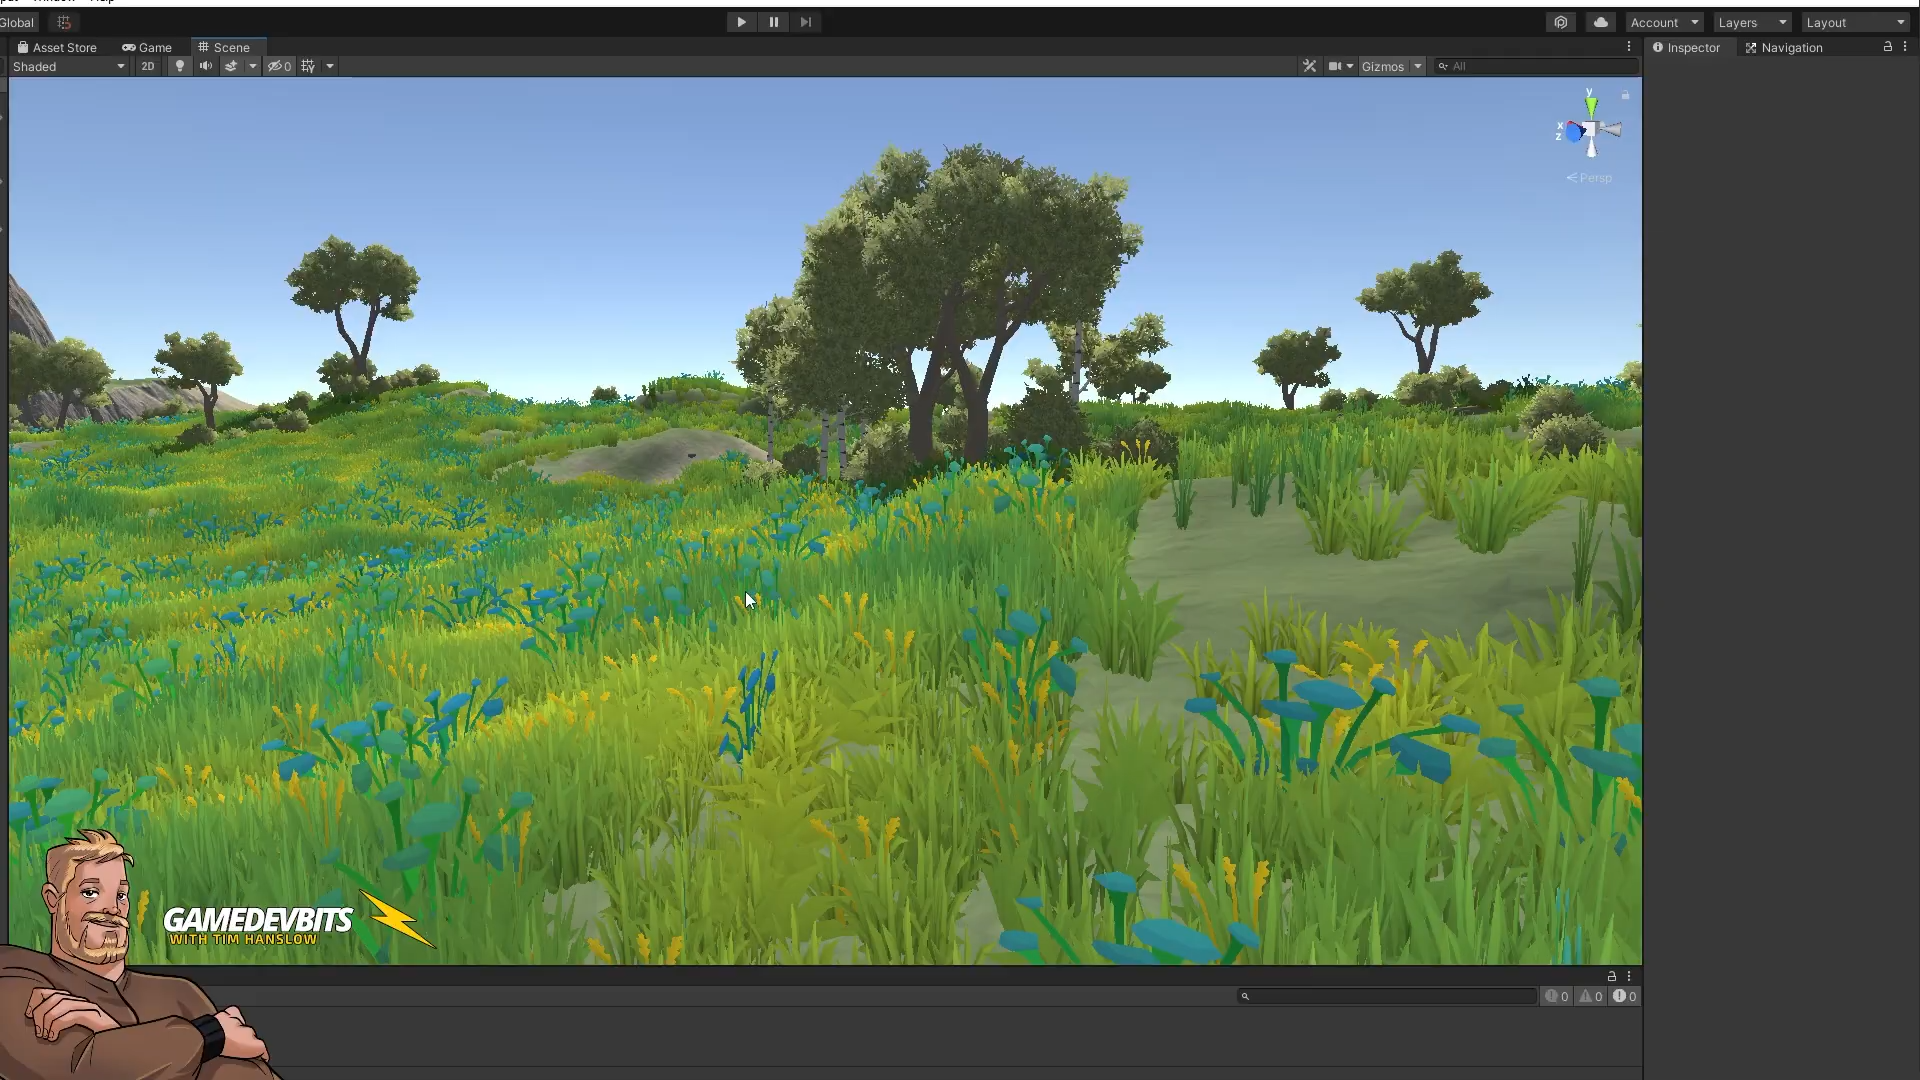 Global
Account
Layers
Layout
Asset Store
Game
Scene
Inspector
Navigation
Shaded
2D
0
Gizmos
All
y
x
z
Persp
GAMEDEVBITS
WITH TIM HANSLOW
0
0
0